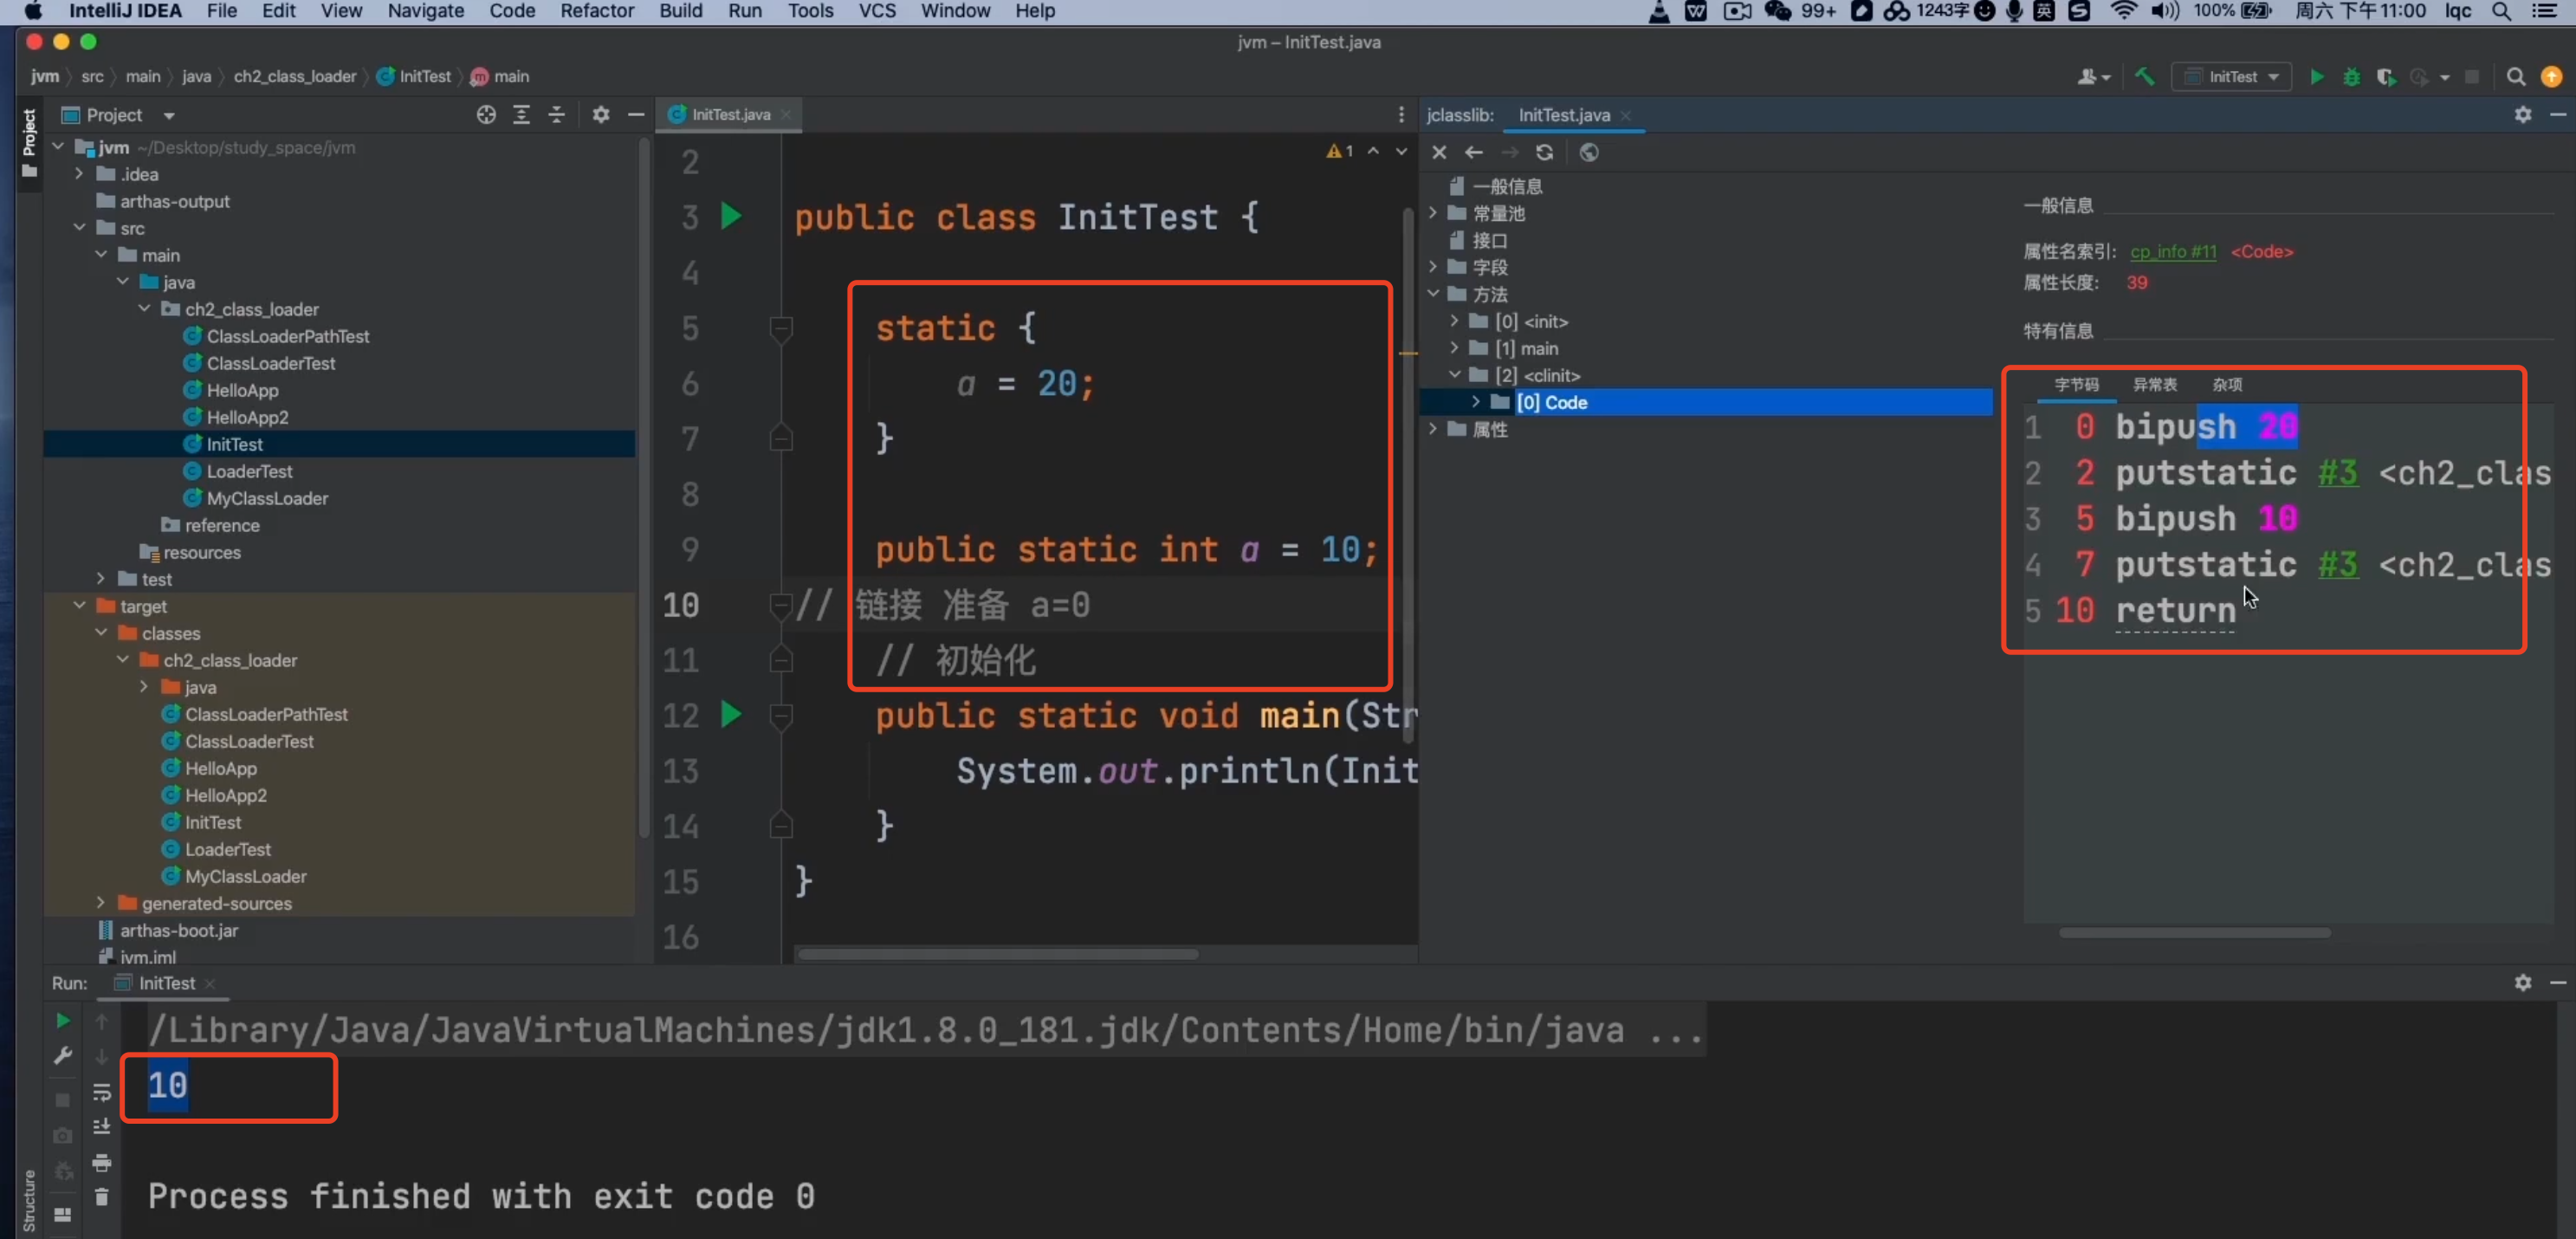 IntelliJ IDEA File Edit View Navigate Code Refactor Build Run Tools VCS Window Help 99+ 1243字 英 100% 周六 下午11:00 lqc
jvm – InitTest.java
jvm src main java ch2_class_loader InitTest main InitTest
Project
Project
jvm ~/Desktop/study_space/jvm
.idea
arthas-output
src
main
java
ch2_class_loader
ClassLoaderPathTest
ClassLoaderTest
HelloApp
HelloApp2
InitTest
LoaderTest
MyClassLoader
reference
resources
test
target
classes
ch2_class_loader
java
ClassLoaderPathTest
ClassLoaderTest
HelloApp
HelloApp2
InitTest
LoaderTest
MyClassLoader
generated-sources
arthas-boot.jar
jvm.iml
InitTest.java
1
2
3 public class InitTest {
4
5 static {
6 a = 20;
7 }
8
9 public static int a = 10;
10 // 链接 准备 a=0
11 // 初始化
12 public static void main(Str
13 System.out.println(Init
14 }
15 }
16
jclasslib: InitTest.java
一般信息
常量池
接口
字段
方法
[0] <init>
[1] main
[2] <clinit>
[0] Code
属性
一般信息
属性名索引: cp_info #11 <Code>
属性长度: 39
特有信息
字节码 异常表 杂项
1 0 bipush 20
2 2 putstatic #3 <ch2_clas
3 5 bipush 10
4 7 putstatic #3 <ch2_clas
5 10 return
Run: InitTest
/Library/Java/JavaVirtualMachines/jdk1.8.0_181.jdk/Contents/Home/bin/java ...
10
Process finished with exit code 0
Structure